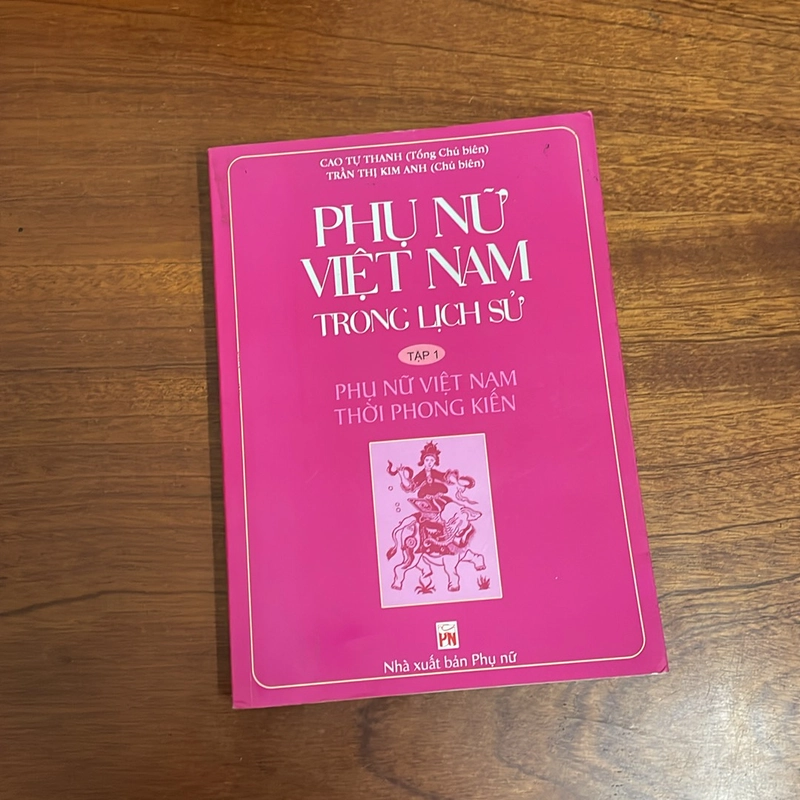 CAO TỰ THANH (Tổng Chủ biên)
TRẦN THỊ KIM ANH (Chủ biên)
PHỤ NỮ
VIỆT NAM
TRONG LỊCH SỬ
TẬP 1
PHỤ NỮ VIỆT NAM
THỜI PHONG KIẾN
PN
Nhà xuất bản Phụ nữ